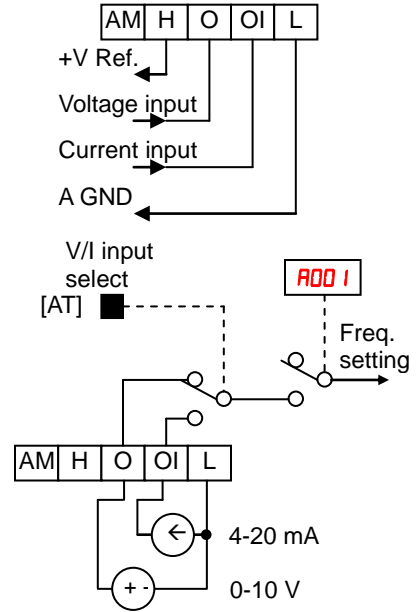 AM H O OI L
+V Ref.
Voltage input
Current input
A GND
V/I input
select
[AT]
A001
Freq.
setting
AM H O OI L
4-20 mA
+ -
0-10 V